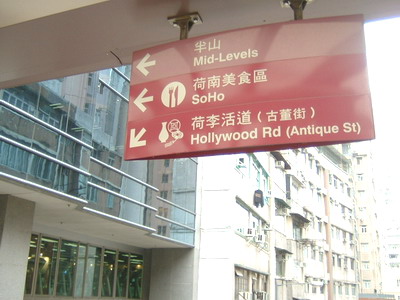 半山
Mid-Levels
荷南美食區
SoHo
荷李活道（古董街）
Hollywood Rd (Antique St)